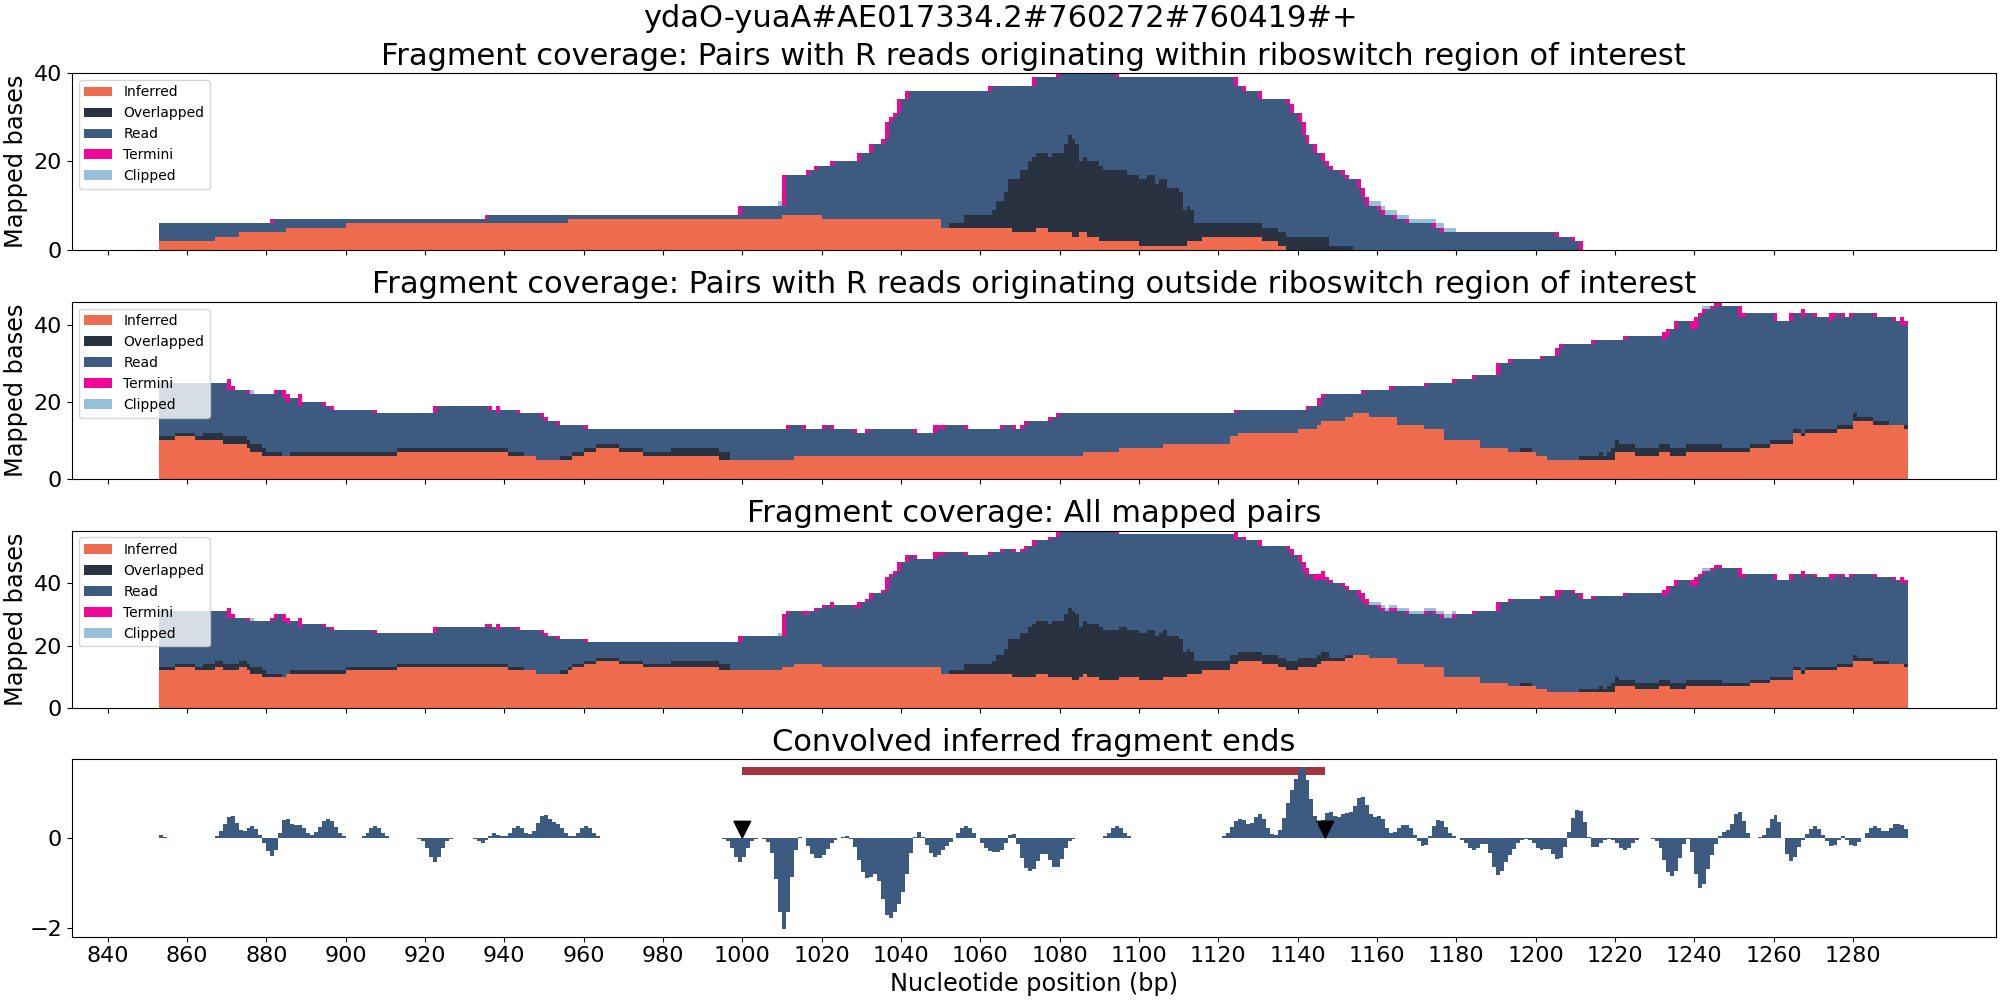 ydaO-yuaA#AE017334.2#760272#760419#+
Fragment coverage: Pairs with R reads originating within riboswitch region of interest
Mapped bases
40
20
0
Inferred
Overlapped
Read
Termini
Clipped
Fragment coverage: Pairs with R reads originating outside riboswitch region of interest
Mapped bases
40
20
0
Inferred
Overlapped
Read
Termini
Clipped
Fragment coverage: All mapped pairs
Mapped bases
40
20
0
Inferred
Overlapped
Read
Termini
Clipped
Convolved inferred fragment ends
0
−2
840 860 880 900 920 940 960 980 1000 1020 1040 1060 1080 1100 1120 1140 1160 1180 1200 1220 1240 1260 1280
Nucleotide position (bp)